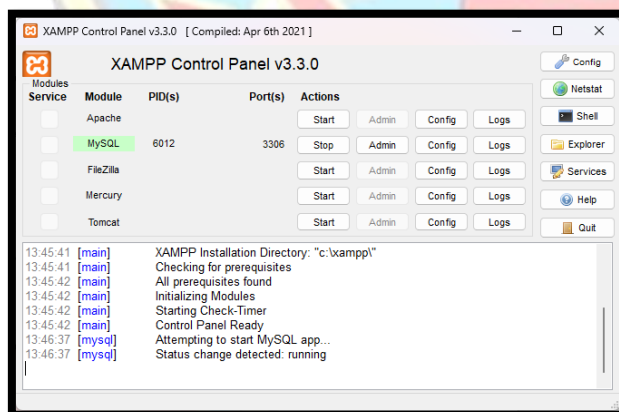 XAMPP Control Panel v3.3.0 [ Compiled: Apr 6th 2021 ]
XAMPP Control Panel v3.3.0
Config
Modules
Netstat
Service Module PID(s) Port(s) Actions
Apache Start Admin Config Logs
Shell
MySQL 6012 3306 Stop Admin Config Logs
Explorer
FileZilla Start Admin Config Logs
Services
Mercury Start Admin Config Logs
Help
Tomcat Start Admin Config Logs
Quit
13:45:41 [main] XAMPP Installation Directory: "c:\xampp\"
13:45:41 [main] Checking for prerequisites
13:45:42 [main] All prerequisites found
13:45:42 [main] Initializing Modules
13:45:42 [main] Starting Check-Timer
13:45:42 [main] Control Panel Ready
13:46:37 [mysql] Attempting to start MySQL app...
13:46:37 [mysql] Status change detected: running